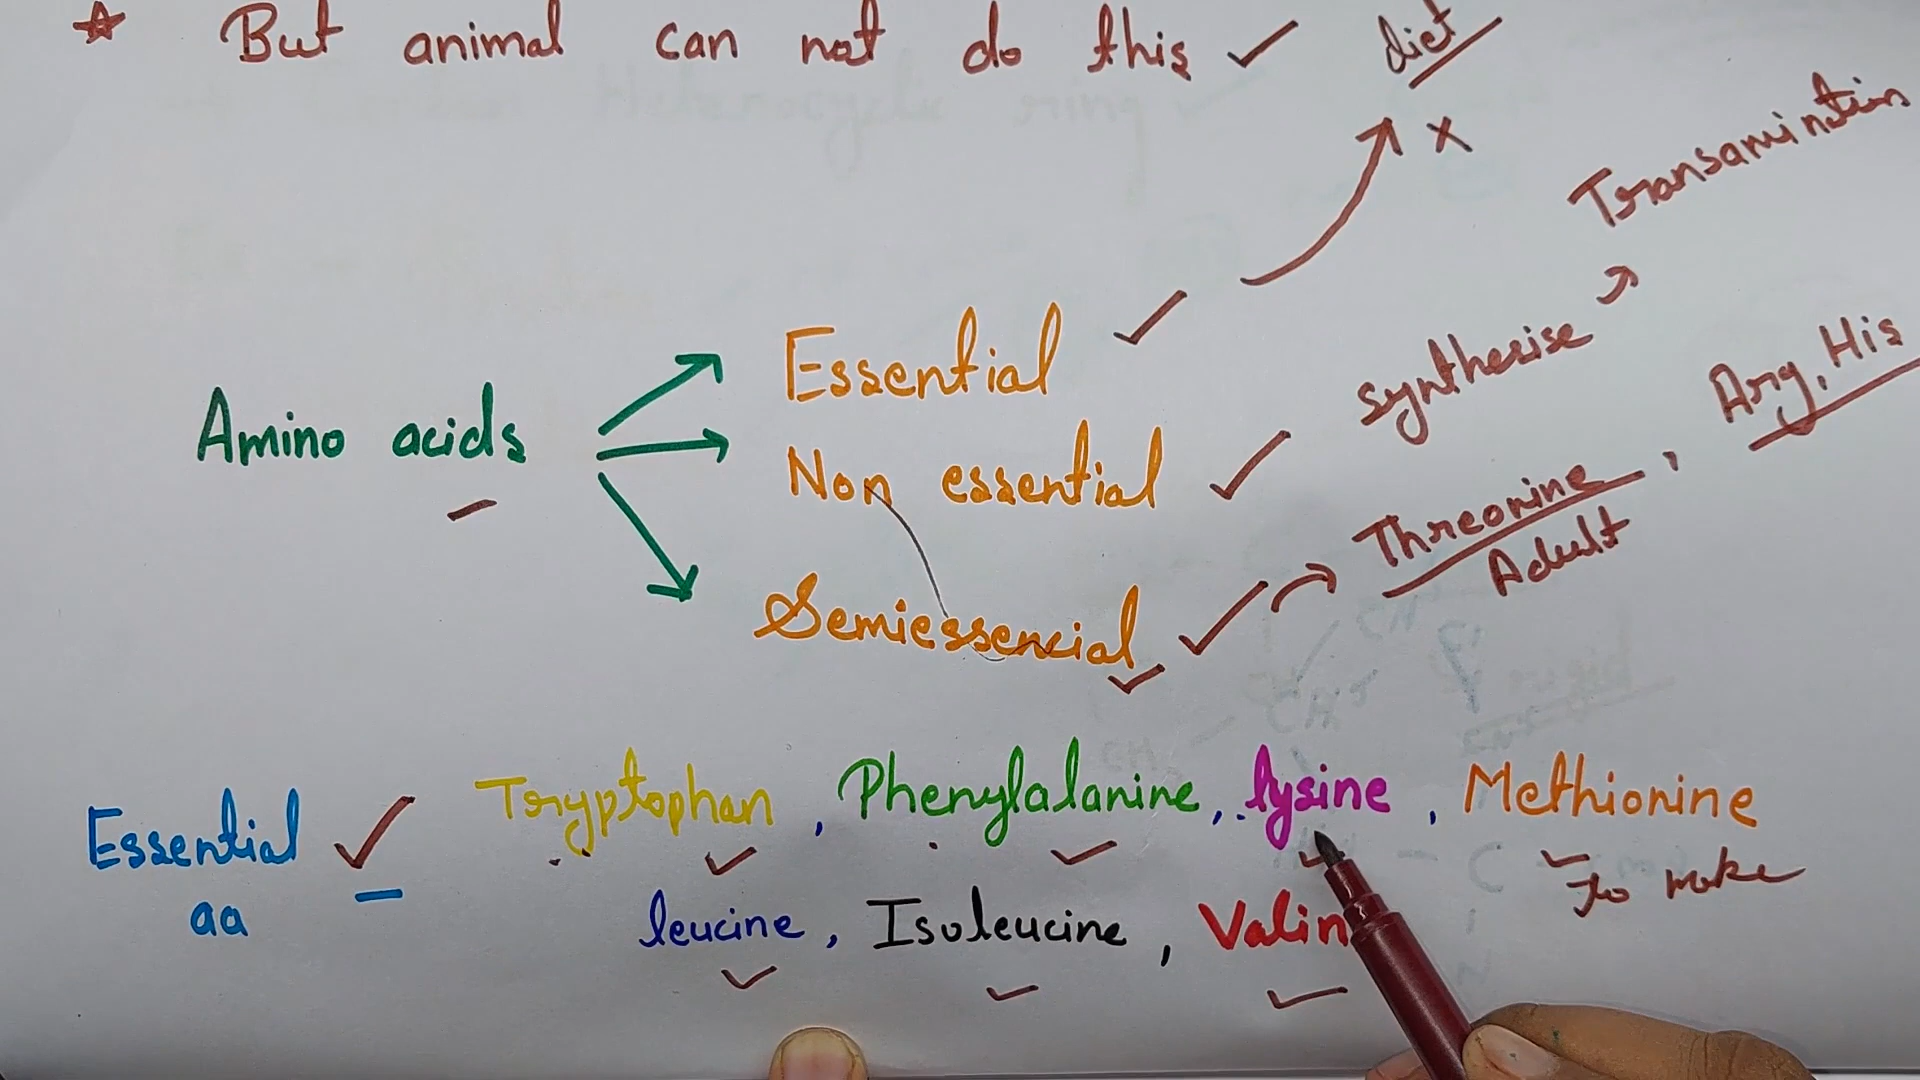 But animal can not do this
diet
x
Transamination
Essential
synthesise
Amino acids
Non essential
Arg, His
Threonine,
Adult
Semiessencial
Tryptophan, Phenylalanine, lysine, Methionine
Essential
aa
to make
leucine, Isoleucine, Valin